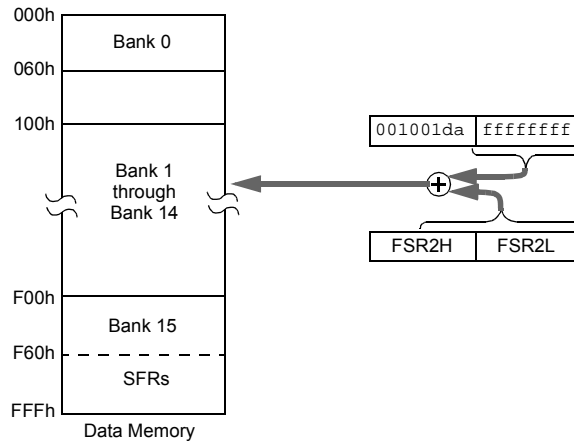 000h
Bank 0
060h
100h
001001da ffffffff
Bank 1
through
Bank 14
FSR2H FSR2L
F00h
Bank 15
F60h
SFRs
FFFh
Data Memory